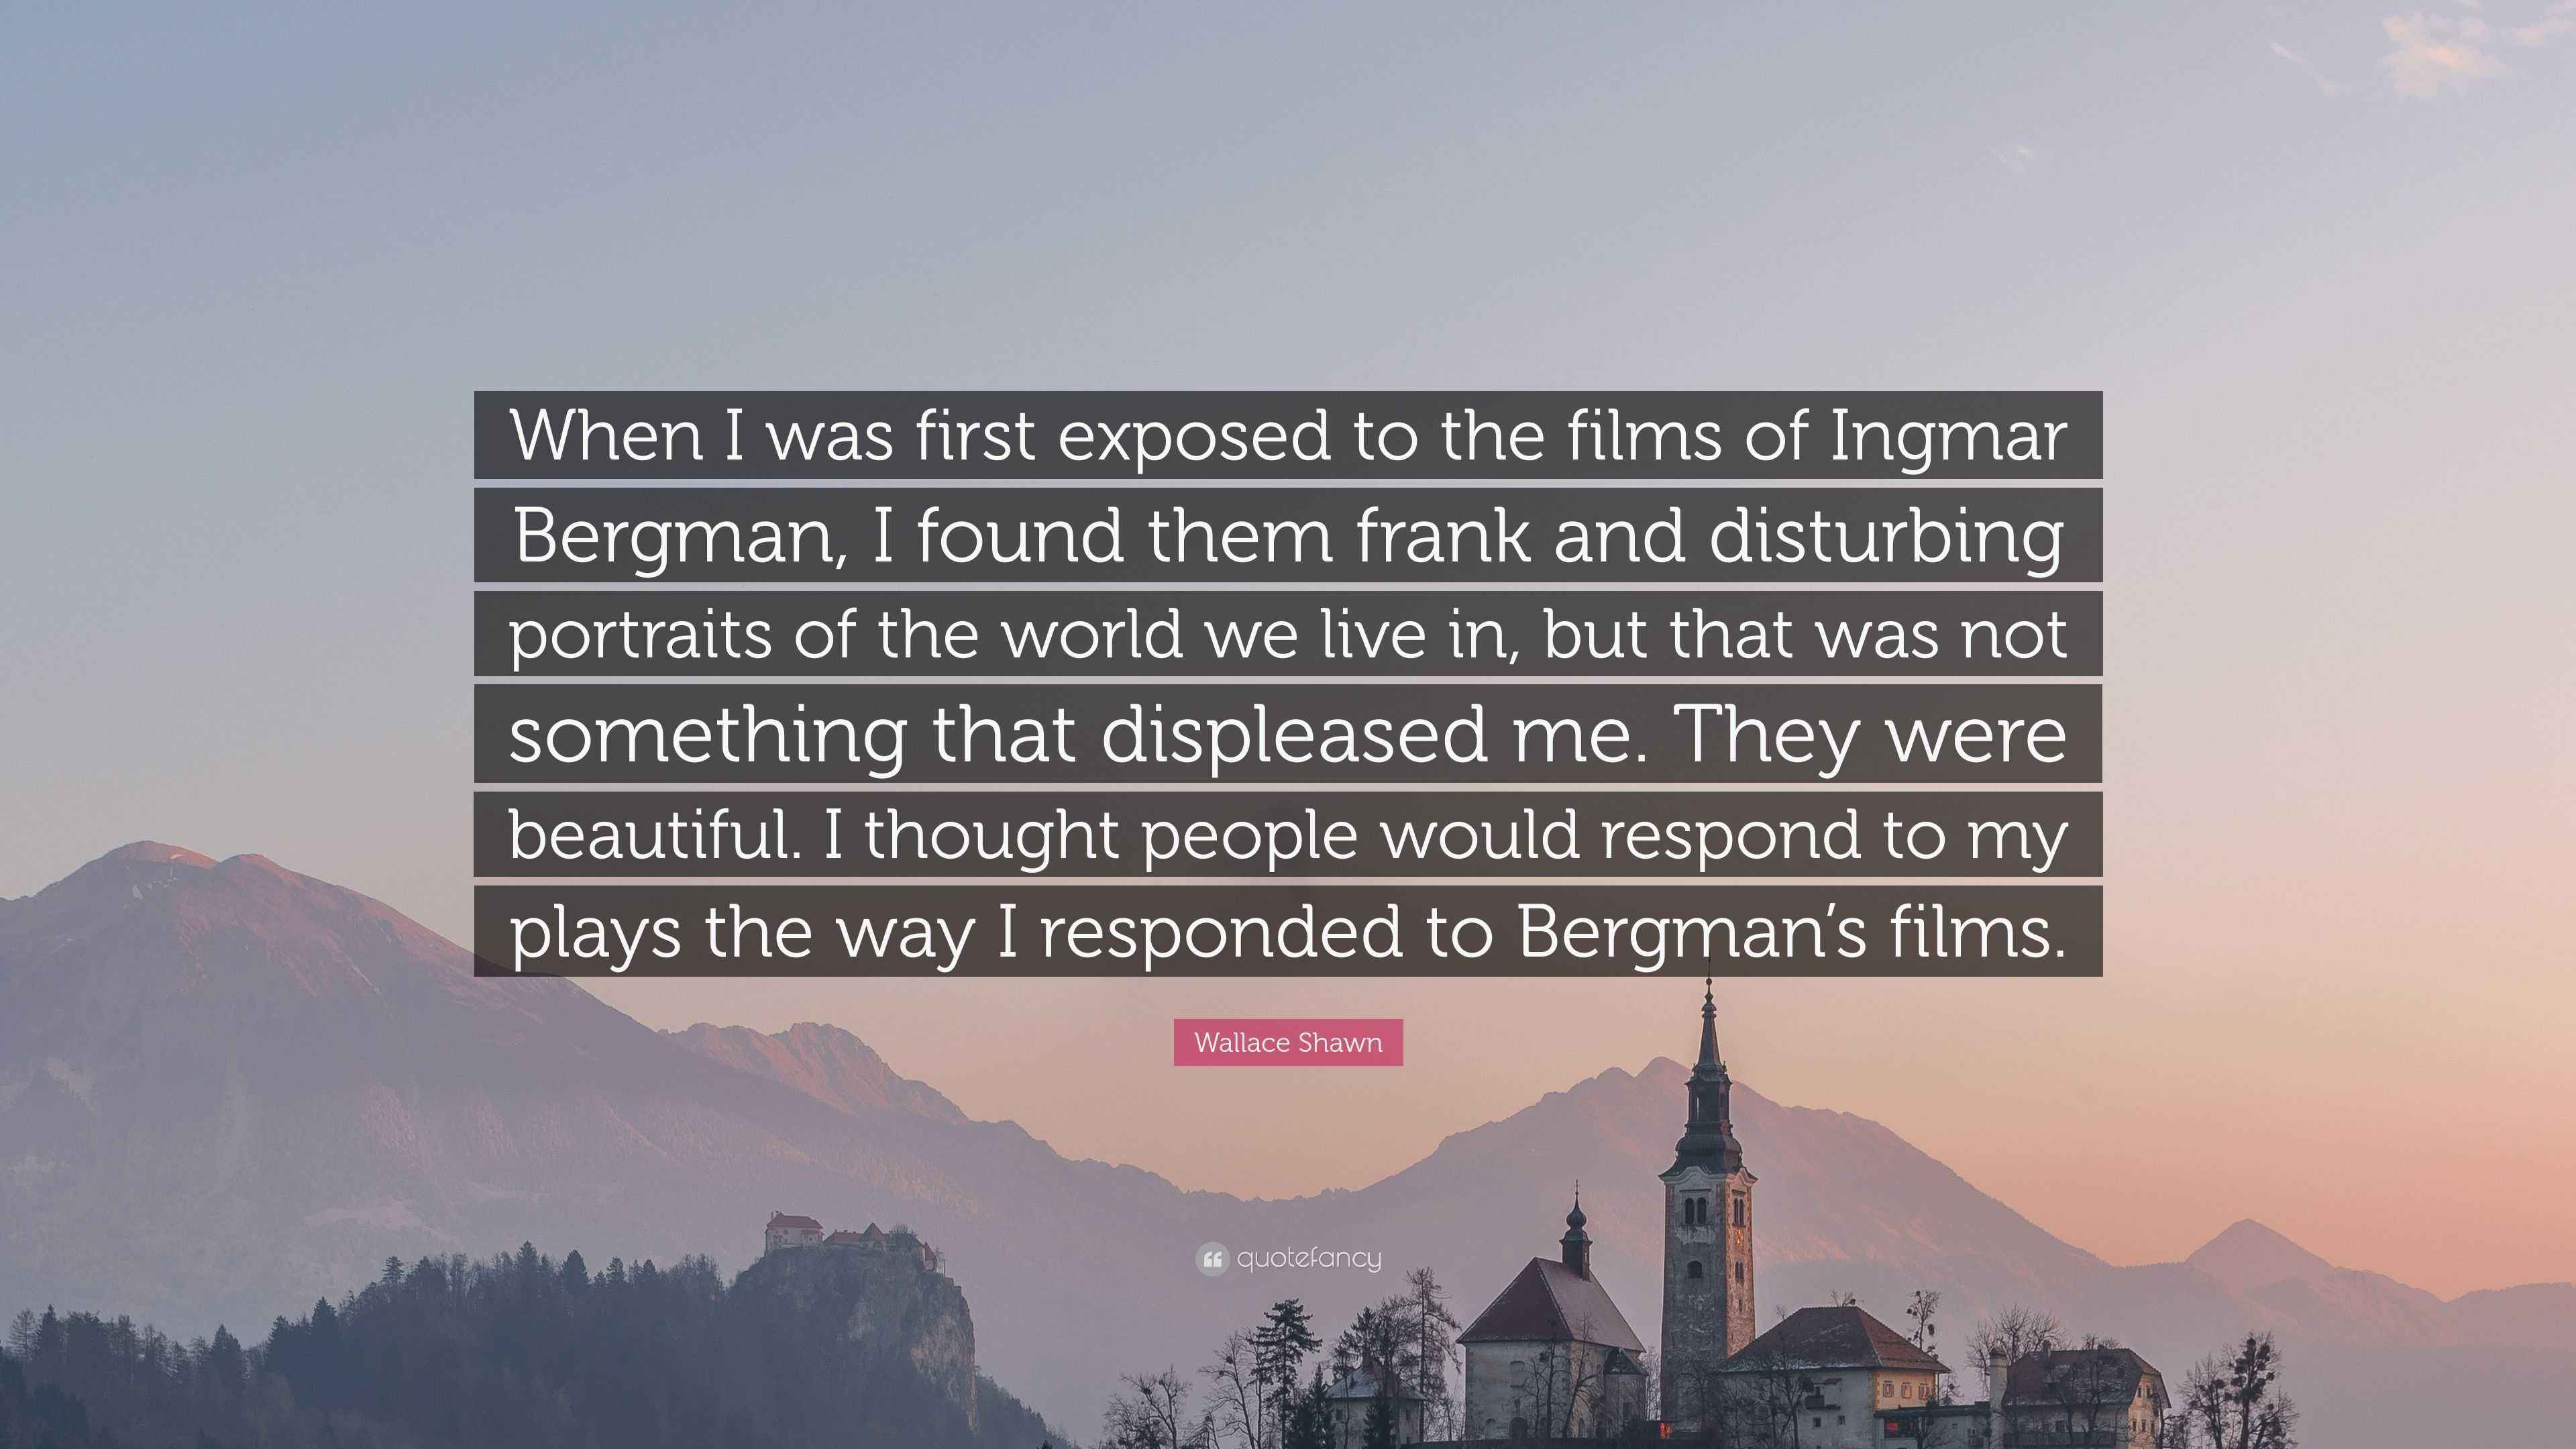 When I was first exposed to the films of Ingmar
Bergman, I found them frank and disturbing
portraits of the world we live in, but that was not
something that displeased me. They were
beautiful. I thought people would respond to my
plays the way I responded to Bergman’s films.
Wallace Shawn
quotefancy